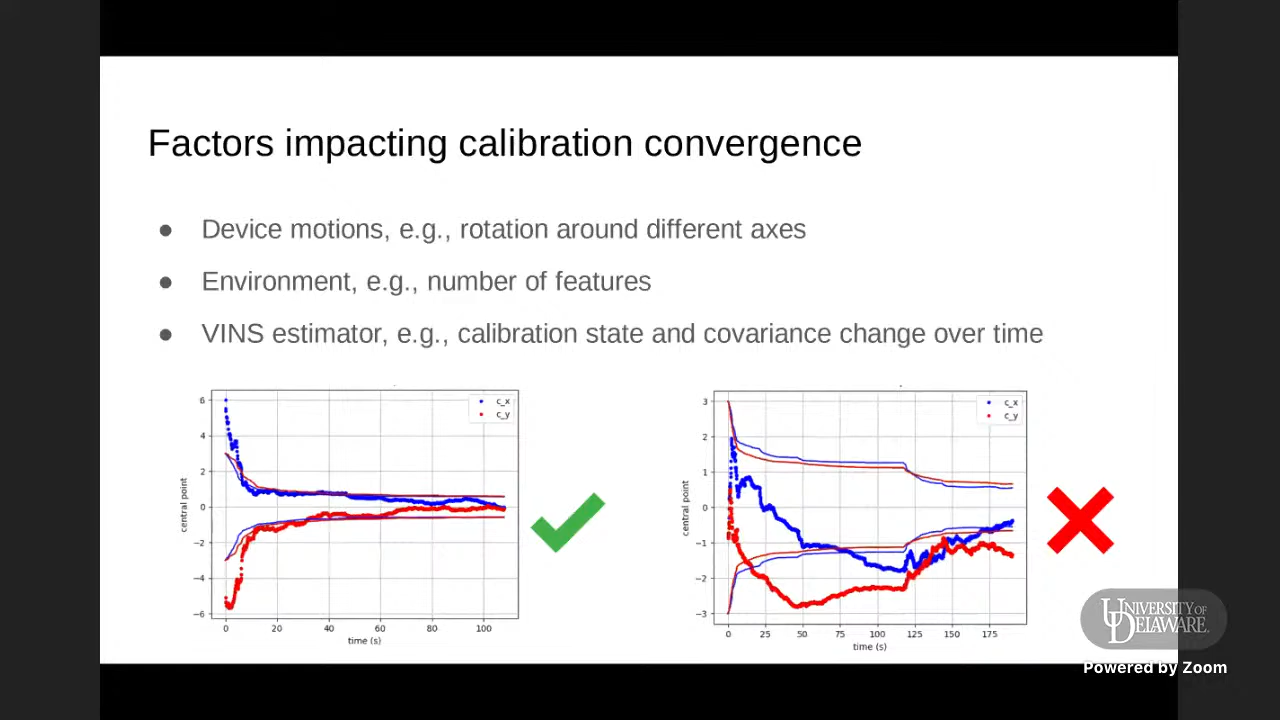 Factors impacting calibration convergence
● Device motions, e.g., rotation around different axes
● Environment, e.g., number of features
● VINS estimator, e.g., calibration state and covariance change over time
c_x
c_y
6
4
2
0
−2
−4
−6
central point
0 20 40 60 80 100
time (s)
c_x
c_y
3
2
1
0
−1
−2
−3
central point
0 25 50 75 100 125 150 175
time (s)
UNIVERSITY OF
DELAWARE.
Powered by Zoom